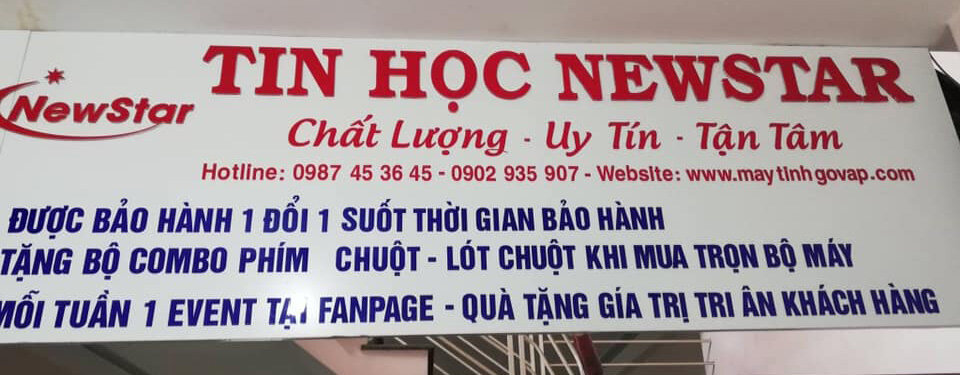 TIN HỌC NEWSTAR
NewStar
Chất Lượng - Uy Tín - Tận Tâm
Hotline: 0987 45 36 45 - 0902 935 907 - Website: www.maytinhgovap.com
ĐƯỢC BẢO HÀNH 1 ĐỔI 1 SUỐT THỜI GIAN BẢO HÀNH
TẶNG BỘ COMBO PHÍM CHUỘT - LÓT CHUỘT KHI MUA TRỌN BỘ MÁY
MỖI TUẦN 1 EVENT TẠI FANPAGE - QUÀ TẶNG GÍA TRỊ TRI ÂN KHÁCH HÀNG